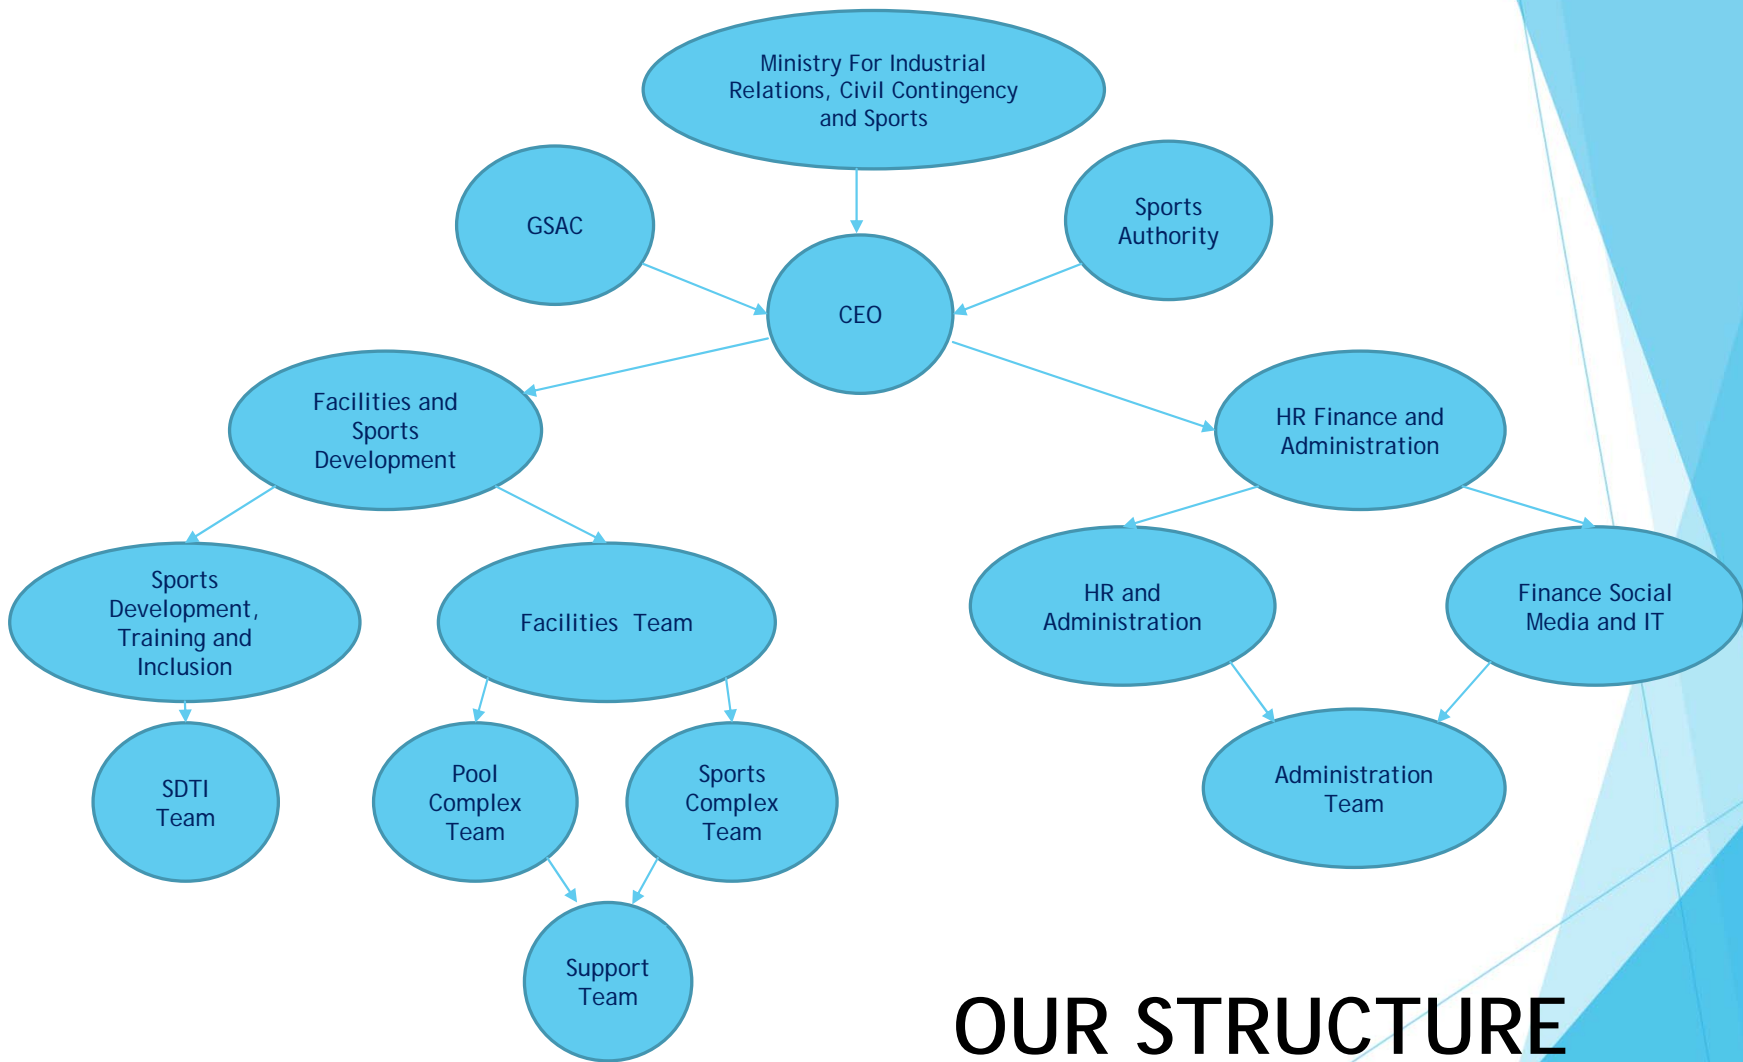 Ministry For Industrial
Relations, Civil Contingency
and Sports
GSAC
Sports
Authority
CEO
Facilities and
Sports
Development
HR Finance and
Administration
Sports
Development,
Training and
Inclusion
Facilities Team
HR and
Administration
Finance Social
Media and IT
SDTI
Team
Pool
Complex
Team
Sports
Complex
Team
Administration
Team
Support
Team
OUR STRUCTURE